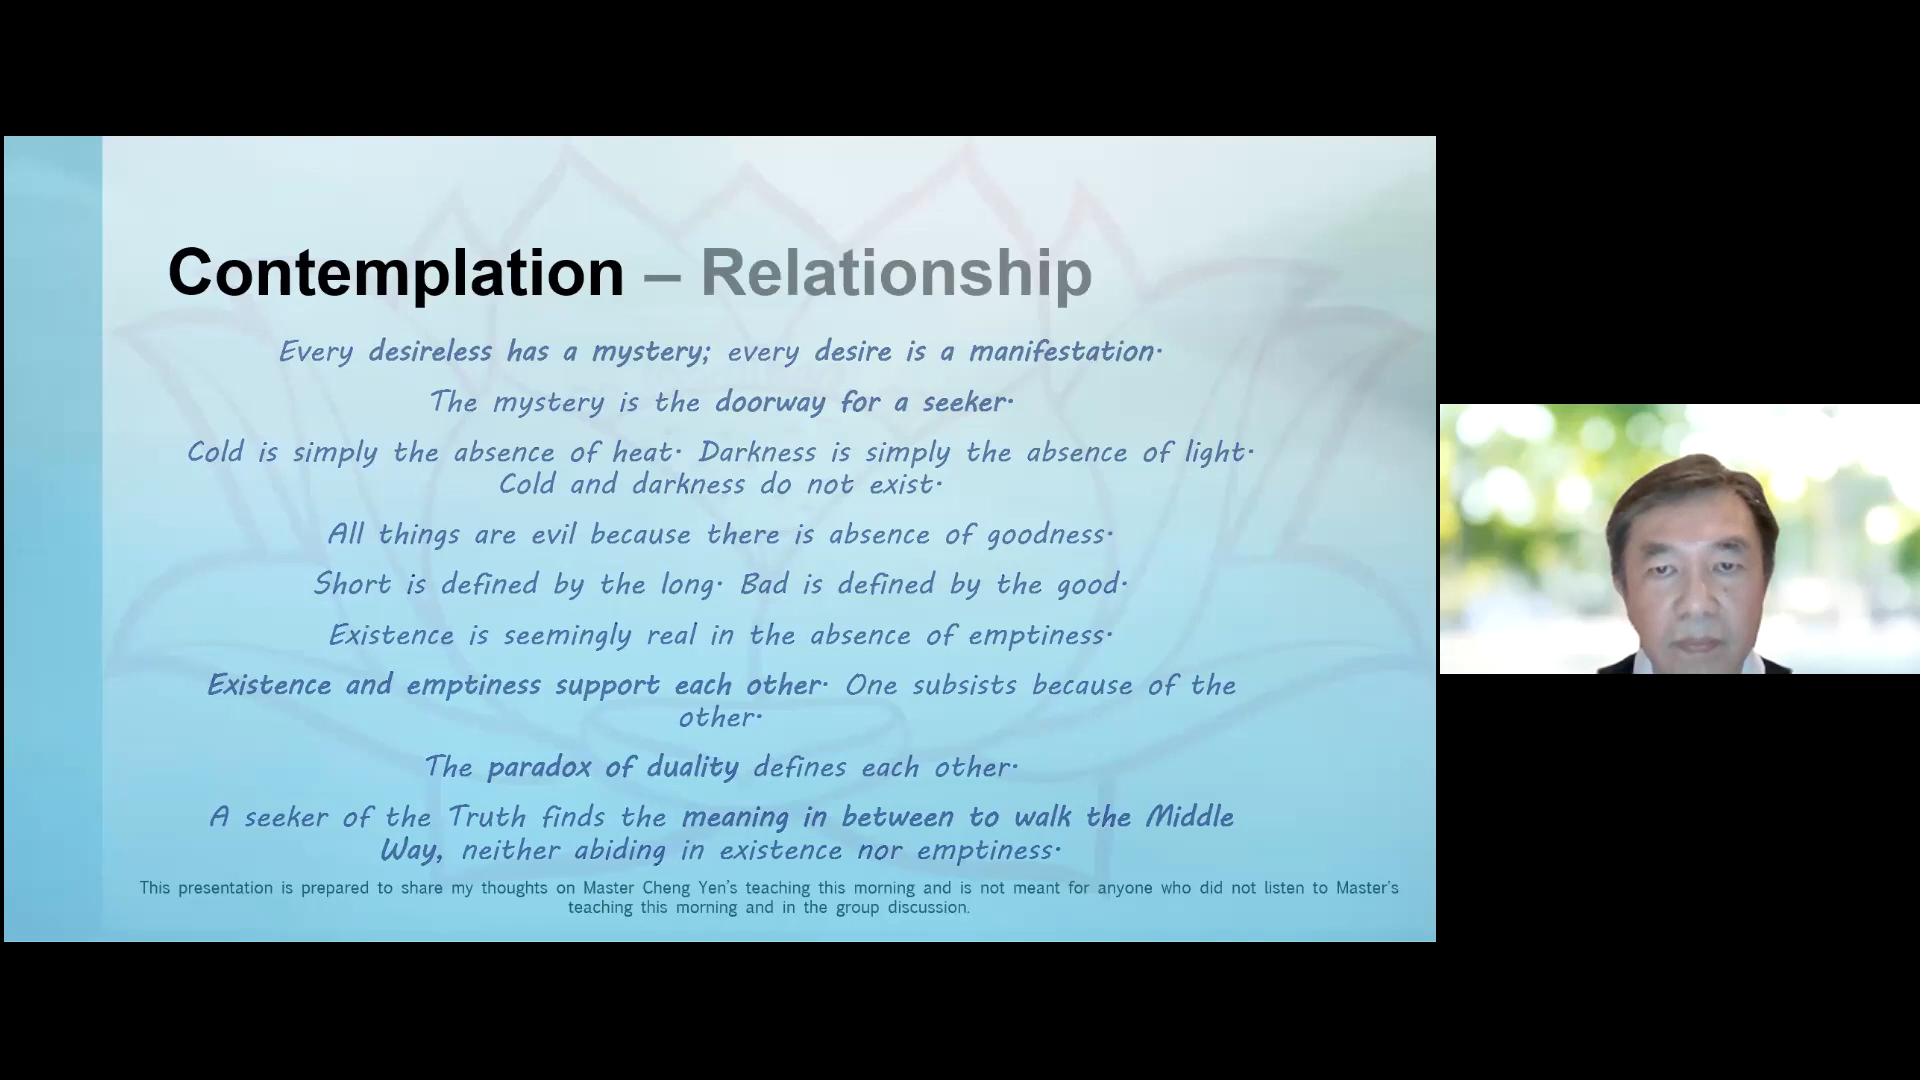 Contemplation – Relationship
Every desireless has a mystery; every desire is a manifestation.
The mystery is the doorway for a seeker.
Cold is simply the absence of heat. Darkness is simply the absence of light.
Cold and darkness do not exist.
All things are evil because there is absence of goodness.
Short is defined by the long. Bad is defined by the good.
Existence is seemingly real in the absence of emptiness.
Existence and emptiness support each other. One subsists because of the
other.
The paradox of duality defines each other.
A seeker of the Truth finds the meaning in between to walk the Middle
Way, neither abiding in existence nor emptiness.
This presentation is prepared to share my thoughts on Master Cheng Yen's teaching this morning and is not meant for anyone who did not listen to Master's
teaching this morning and in the group discussion.